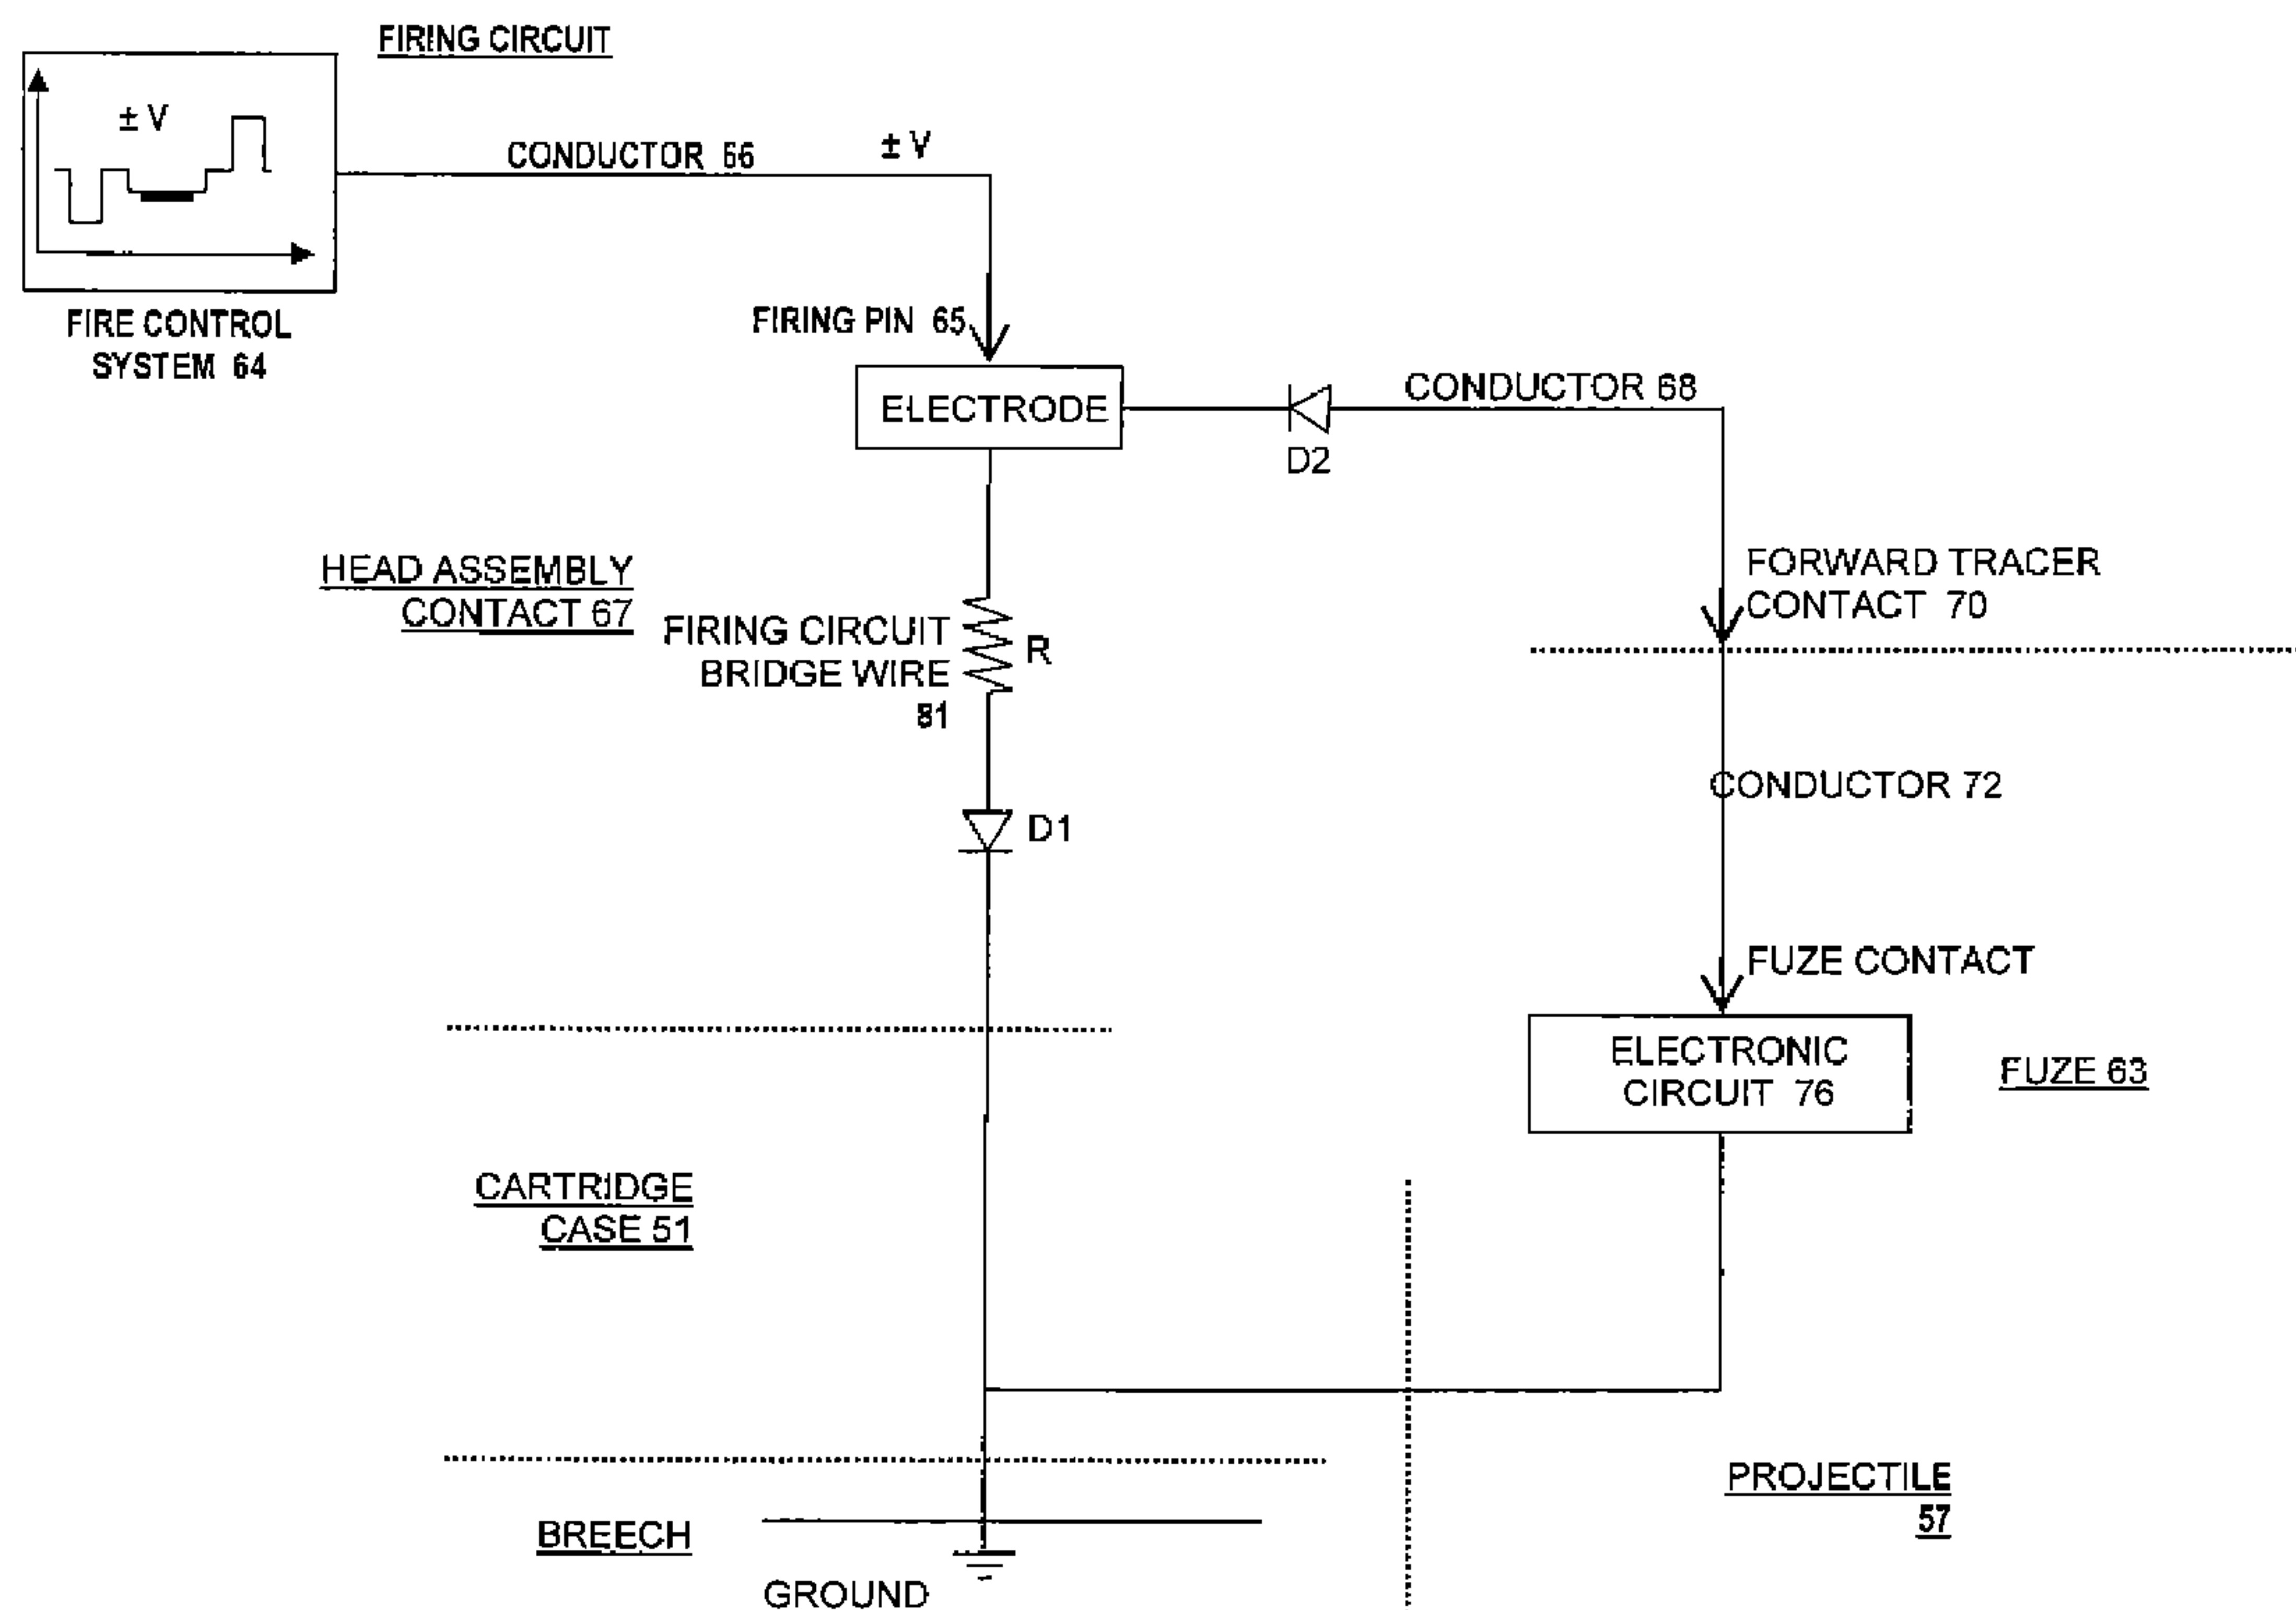 FIRING CIRCUIT
± V
CONDUCTOR 66
± V
FIRE CONTROL
SYSTEM 64
FIRING PIN 65
ELECTRODE
CONDUCTOR 68
D2
HEAD ASSEMBLY
CONTACT 67
FORWARD TRACER
CONTACT 70
FIRING CIRCUIT
BRIDGE WIRE
81
R
CONDUCTOR 72
D1
FUZE CONTACT
ELECTRONIC
CIRCUIT 76
FUZE 63
CARTRIDGE
CASE 51
PROJECTILE
57
BREECH
GROUND